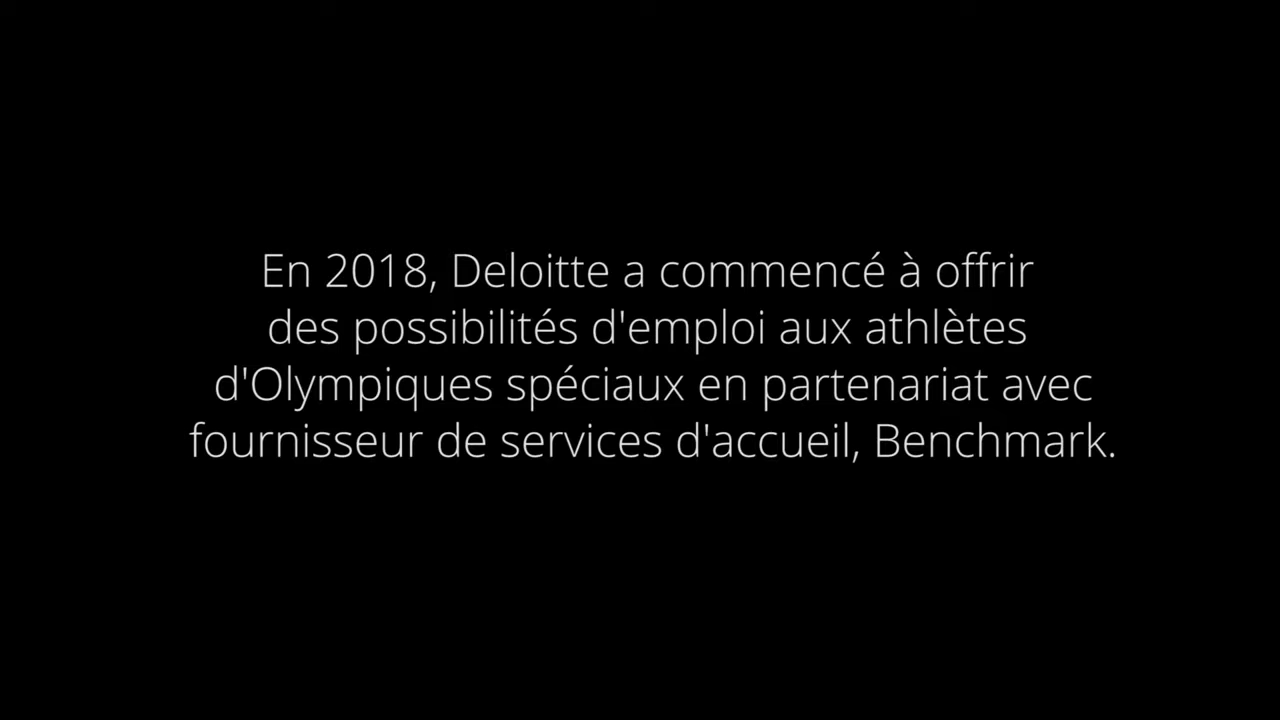 En 2018, Deloitte a commencé à offrir
des possibilités d'emploi aux athlètes
d'Olympiques spéciaux en partenariat avec
fournisseur de services d'accueil, Benchmark.